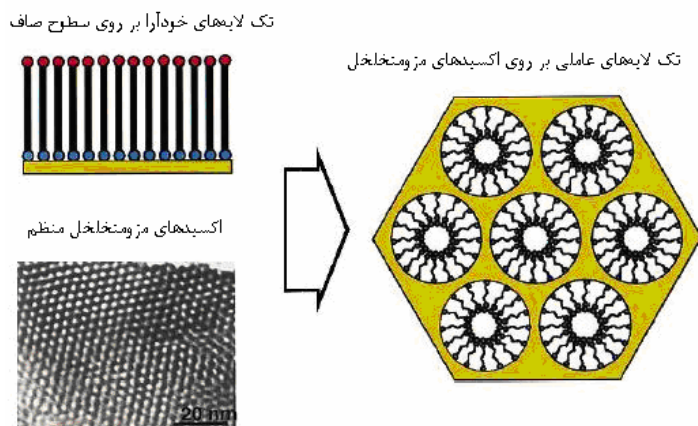 تک لایه‌های خودآرا بر روی سطوح صاف
تک لایه‌های عاملی بر روی اکسیدهای مزومتخلخل
اکسیدهای مزومتخلخل منظم
20 nm